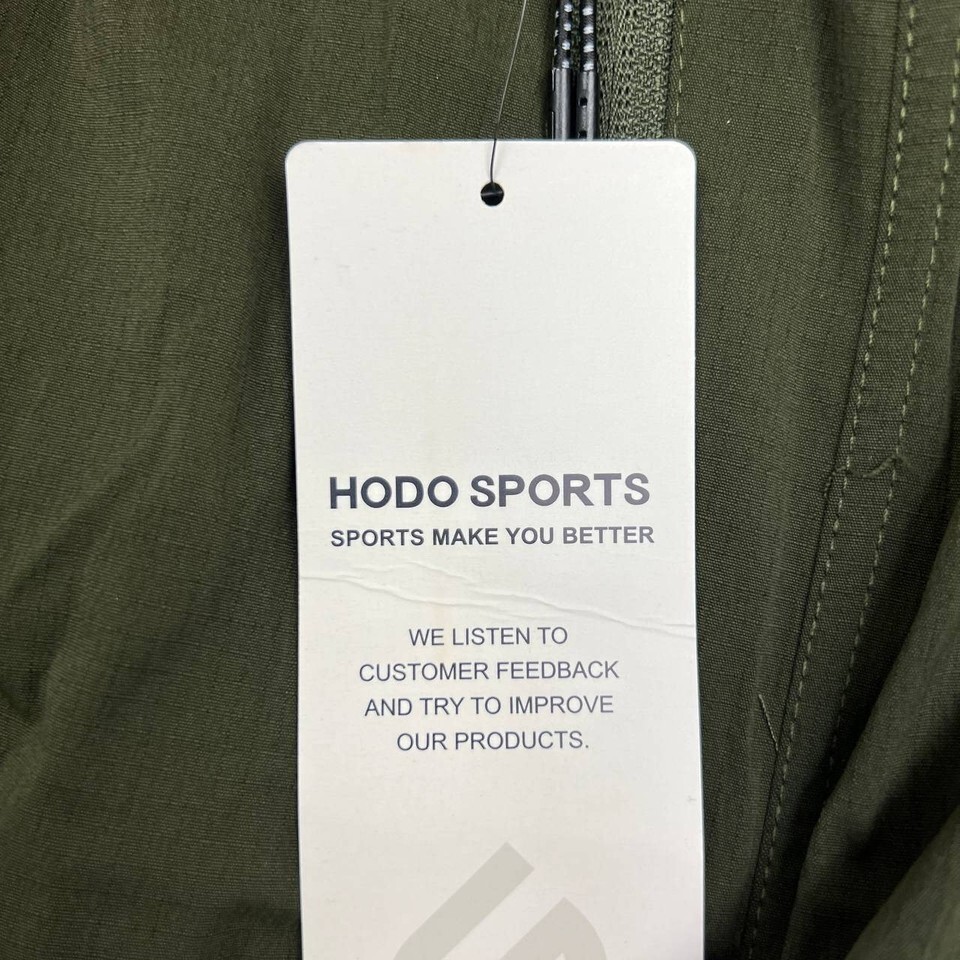 HODO SPORTS
SPORTS MAKE YOU BETTER
WE LISTEN TO
CUSTOMER FEEDBACK
AND TRY TO IMPROVE
OUR PRODUCTS.